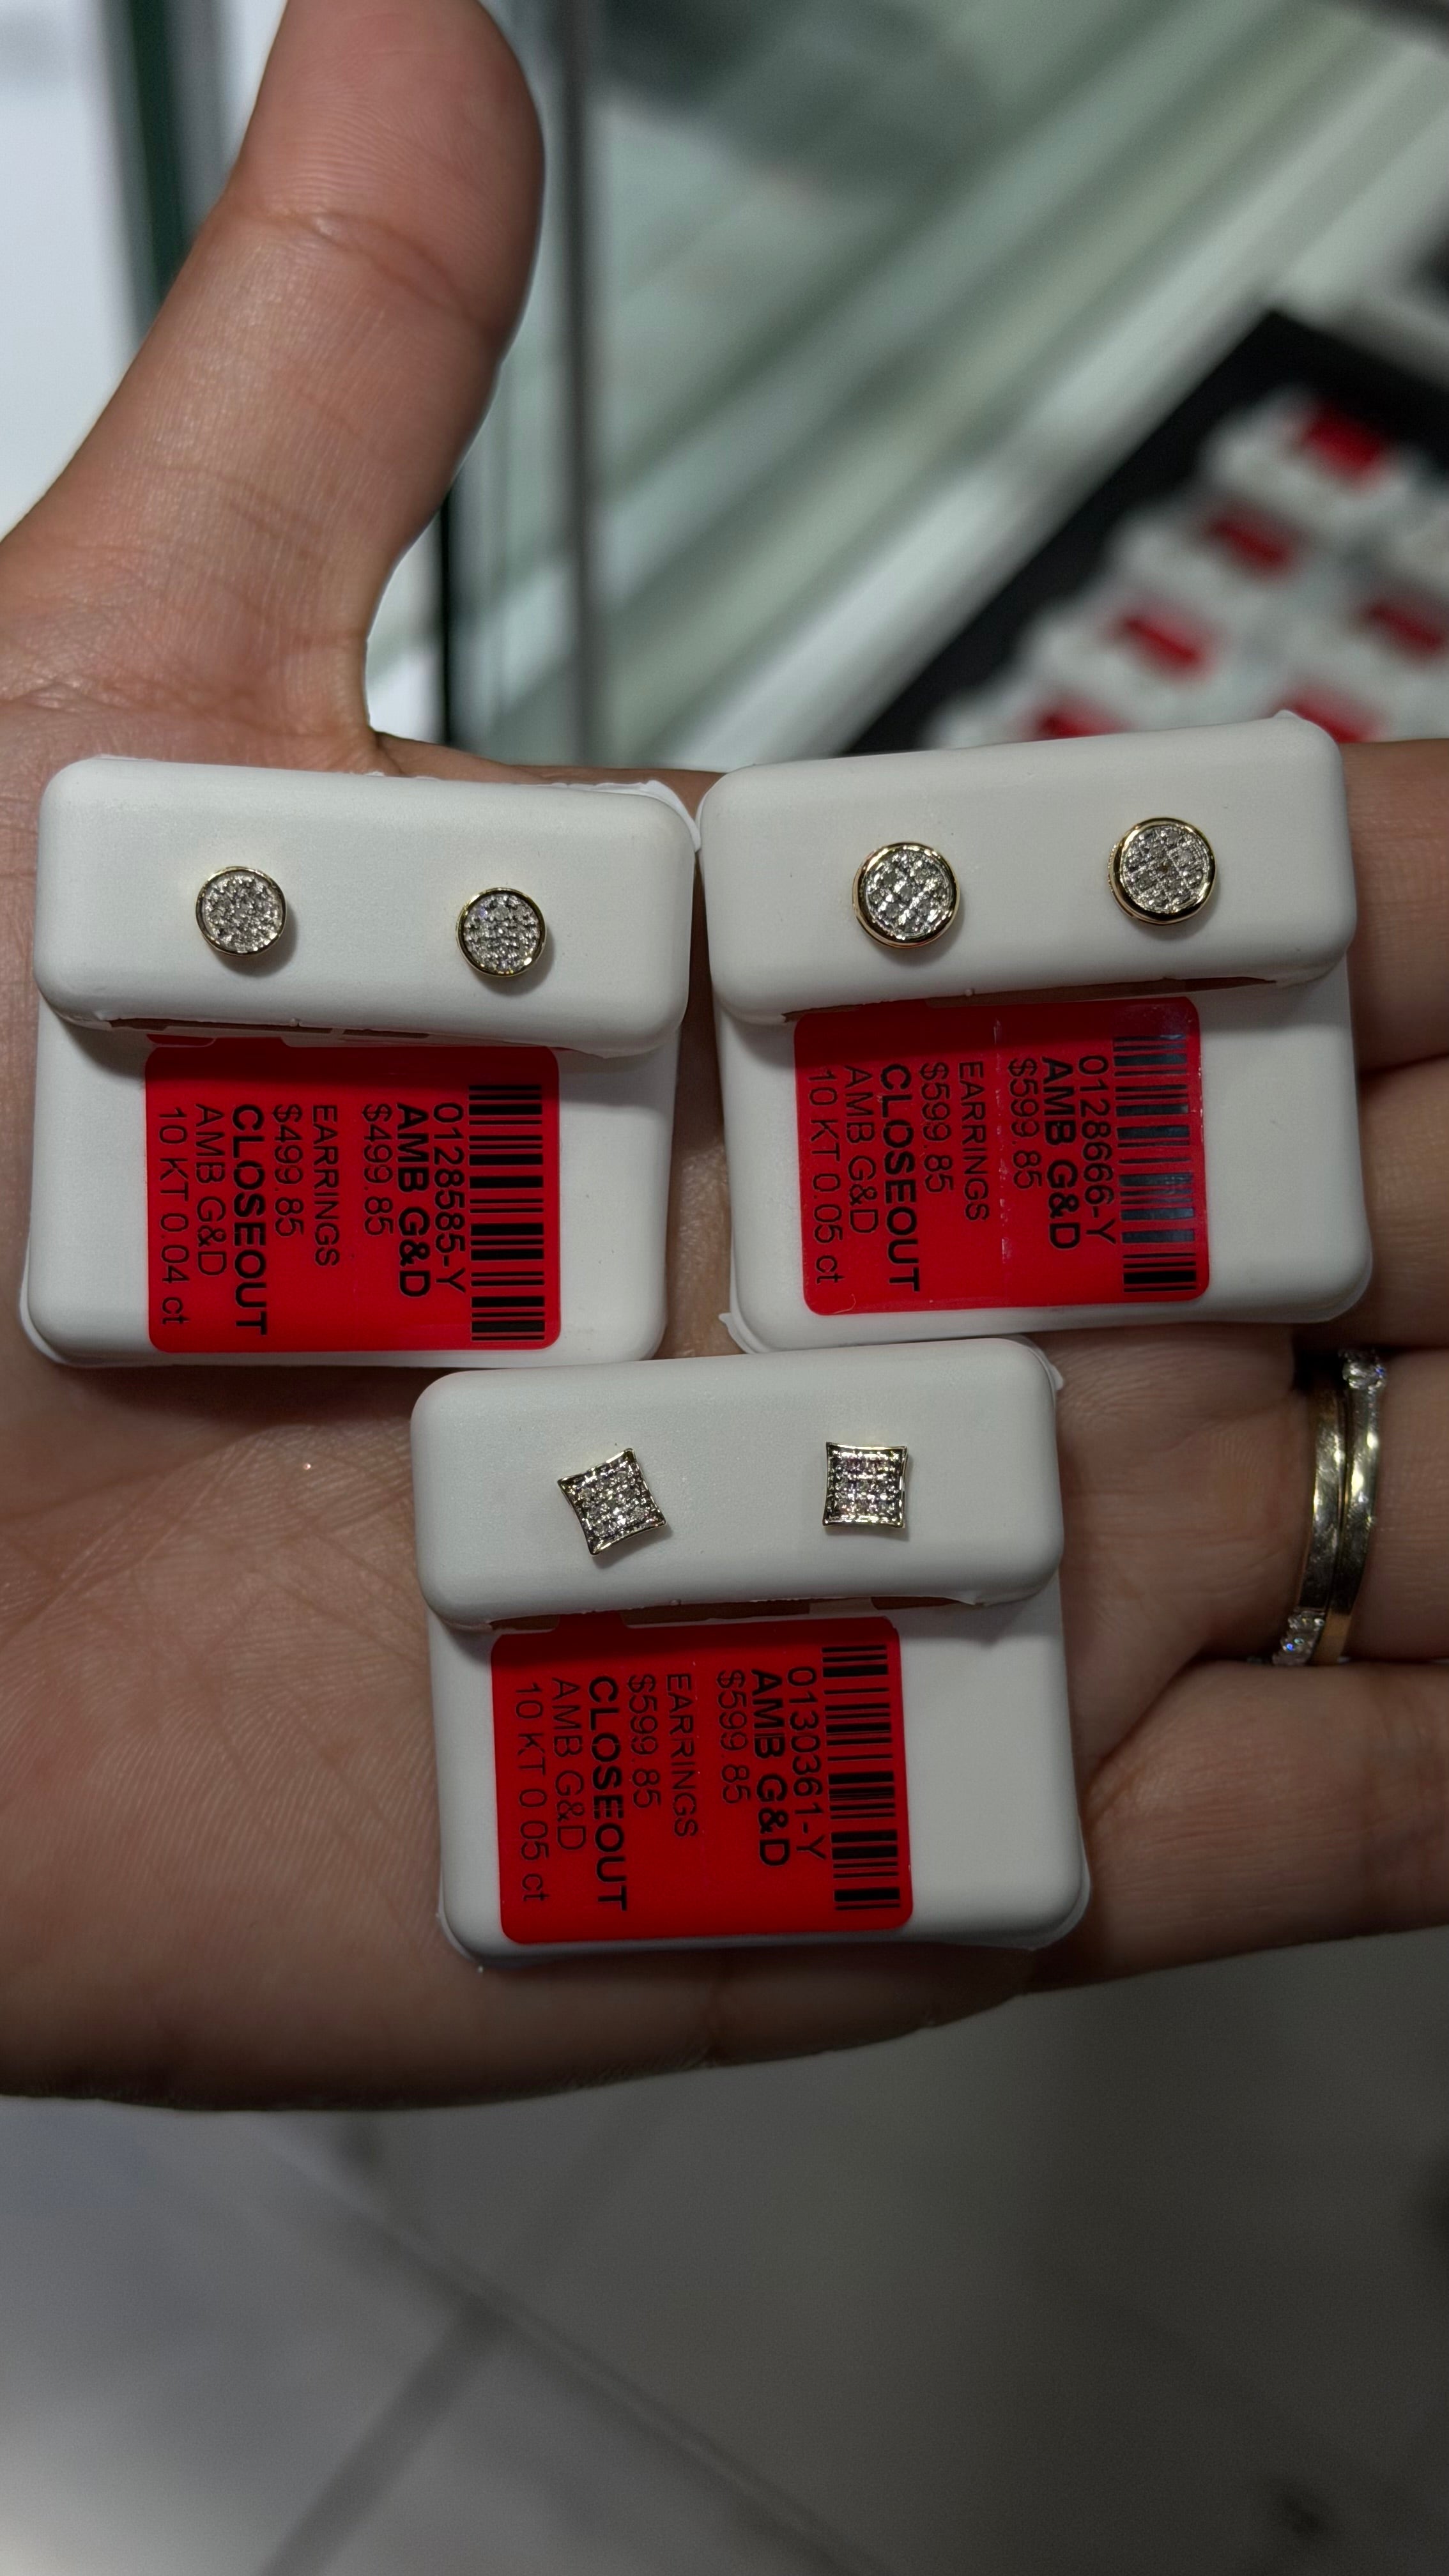 0128585-Y
AMB G&D
$499.85
EARRINGS
$499.85
CLOSEOUT
AMB G&D
10 KT 0.04 ct
0128666-Y
AMB G&D
$599.85
EARRINGS
$599.85
CLOSEOUT
AMB G&D
10 KT 0.05 ct
0130361-Y
AMB G&D
$599.85
EARRINGS
$599.85
CLOSEOUT
AMB G&D
10 KT 0.05 ct